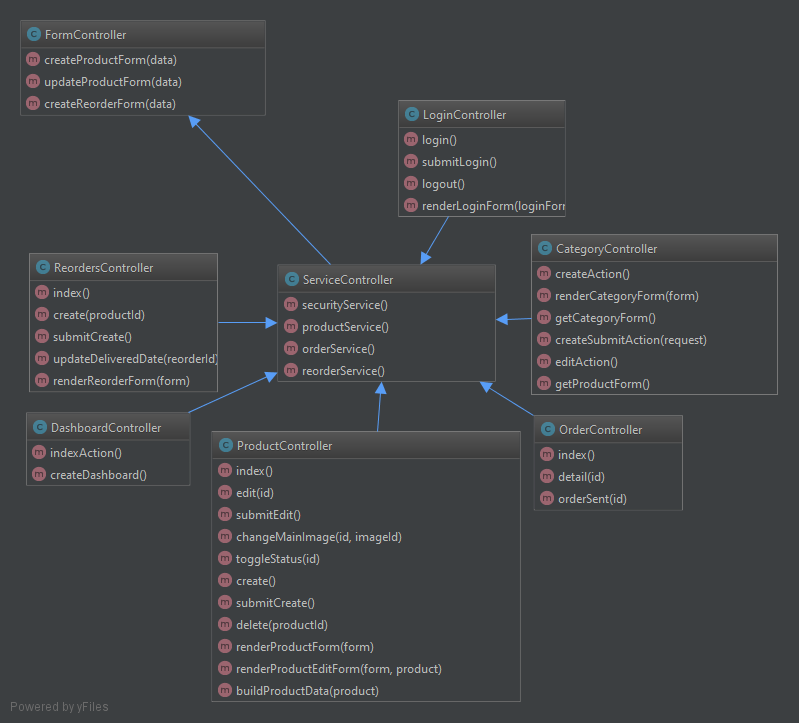 FormController
createProductForm(data)
updateProductForm(data)
createReorderForm(data)
LoginController
login()
submitLogin()
logout()
renderLoginForm(loginForm
ReordersController
index()
create(productId)
submitCreate()
updateDeliveredDate(reorderId)
renderReorderForm(form)
ServiceController
securityService()
productService()
orderService()
reorderService()
CategoryController
createAction()
renderCategoryForm(form)
getCategoryForm()
createSubmitAction(request)
editAction()
getProductForm()
DashboardController
indexAction()
createDashboard()
ProductController
index()
edit(id)
submitEdit()
changeMainImage(id, imageId)
toggleStatus(id)
create()
submitCreate()
delete(productId)
renderProductForm(form)
renderProductEditForm(form, product)
buildProductData(product)
OrderController
index()
detail(id)
orderSent(id)
Powered by yFiles